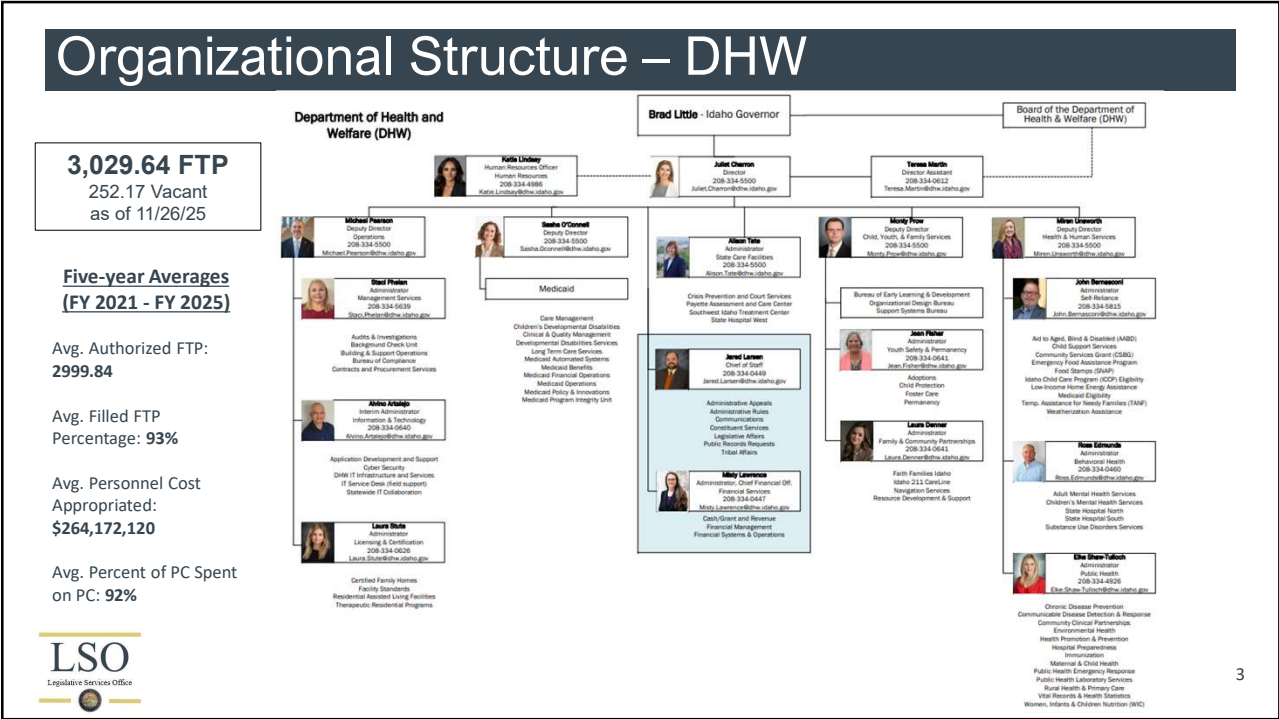 Organizational Structure – DHW
3,029.64 FTP
252.17 Vacant
as of 11/26/25
Five-year Averages
(FY 2021 - FY 2025)
Avg. Authorized FTP:
2999.84
Avg. Filled FTP
Percentage: 93%
Avg. Personnel Cost
Appropriated:
$264,172,120
Avg. Percent of PC Spent
on PC: 92%
LSO
Legislative Services Office
Department of Health and
Welfare (DHW)
Brad Little - Idaho Governor
Board of the Department of
Health & Welfare (DHW)
Katie Lindsay
Human Resources Officer
Human Resources
208-334-4986
Katie.Lindsay@dhw.idaho.gov
Juliet Charron
Director
208-334-5500
Juliet.Charron@dhw.idaho.gov
Teresa Martin
Director Assistant
208-334-0612
Teresa.Martin@dhw.idaho.gov
Michael Pearson
Deputy Director
Operations
208-334-5500
Michael.Pearson@dhw.idaho.gov
Staci Phelan
Administrator
Management Services
208-334-5639
Staci.Phelan@dhw.idaho.gov
Audits & Investigations
Background Check Unit
Building & Support Operations
Bureau of Compliance
Contracts and Procurement Services
Alvino Artalejo
Interim Administrator
Information & Technology
208-334-0640
Alvino.Artalejo@dhw.idaho.gov
Application Development and Support
Cyber Security
DHW IT Infrastructure and Services
IT Service Desk (field support)
Statewide IT Collaboration
Laura Stute
Administrator
Licensing & Certification
208-334-0626
Laura.Stute@dhw.idaho.gov
Certified Family Homes
Facility Standards
Residential Assisted Living Facilities
Therapeutic Residential Programs
Sasha O'Connell
Deputy Director
208-334-5500
Sasha.Oconnell@dhw.idaho.gov
Medicaid
Care Management
Children's Developmental Disabilities
Clinical & Quality Management
Developmental Disabilities Services
Long Term Care Services
Medicaid Automated Systems
Medicaid Benefits
Medicaid Financial Operations
Medicaid Operations
Medicaid Policy & Innovations
Medicaid Program Integrity Unit
Alison Tate
Administrator
State Care Facilities
208-334-5500
Alison.Tate@dhw.idaho.gov
Crisis Prevention and Court Services
Payette Assessment and Care Center
Southwest Idaho Treatment Center
State Hospital West
Jared Larsen
Chief of Staff
208-334-0449
Jared.Larsen@dhw.idaho.gov
Administrative Appeals
Administrative Rules
Communications
Constituent Services
Legislative Affairs
Public Records Requests
Tribal Affairs
Misty Lawrence
Administrator, Chief Financial Off.
Financial Services
208-334-0447
Misty.Lawrence@dhw.idaho.gov
Cash/Grant and Revenue
Financial Management
Financial Systems & Operations
Monty Prow
Deputy Director
Child, Youth, & Family Services
208-334-5500
Monty.Prow@dhw.idaho.gov
Bureau of Early Learning & Development
Organizational Design Bureau
Support Systems Bureau
Jean Fisher
Administrator
Youth Safety & Permanency
208-334-0641
Jean.Fisher@dhw.idaho.gov
Adoptions
Child Protection
Foster Care
Permanency
Laura Denner
Administrator
Family & Community Partnerships
208-334-0641
Laura.Denner@dhw.idaho.gov
Faith Families Idaho
Idaho 211 CareLine
Navigation Services
Resource Development & Support
Miren Unsworth
Deputy Director
Health & Human Services
208-334-5500
Miren.Unsworth@dhw.idaho.gov
John Bernasconi
Administrator
Self-Reliance
208-334-5815
John.Bernasconi@dhw.idaho.gov
Aid to Aged, Blind & Disabled (AABD)
Child Support Services
Community Services Grant (CSBG)
Emergency Food Assistance Program
Food Stamps (SNAP)
Idaho Child Care Program (ICCP) Eligibility
Low-Income Home Energy Assistance
Medicaid Eligibility
Temp. Assistance for Needy Families (TANF)
Weatherization Assistance
Ross Edmunds
Administrator
Behavioral Health
208-334-0460
Ross.Edmunds@dhw.idaho.gov
Adult Mental Health Services
Children's Mental Health Services
State Hospital North
State Hospital South
Substance Use Disorders Services
Elke Shaw-Tulloch
Administrator
Public Health
208-334-4926
Elke.Shaw-Tulloch@dhw.idaho.gov
Chronic Disease Prevention
Communicable Disease Detection & Response
Community Clinical Partnerships
Environmental Health
Health Promotion & Prevention
Hospital Preparedness
Immunization
Maternal & Child Health
Public Health Emergency Response
Public Health Laboratory Services
Rural Health & Primary Care
Vital Records & Health Statistics
Women, Infants & Children Nutrition (WIC)
3